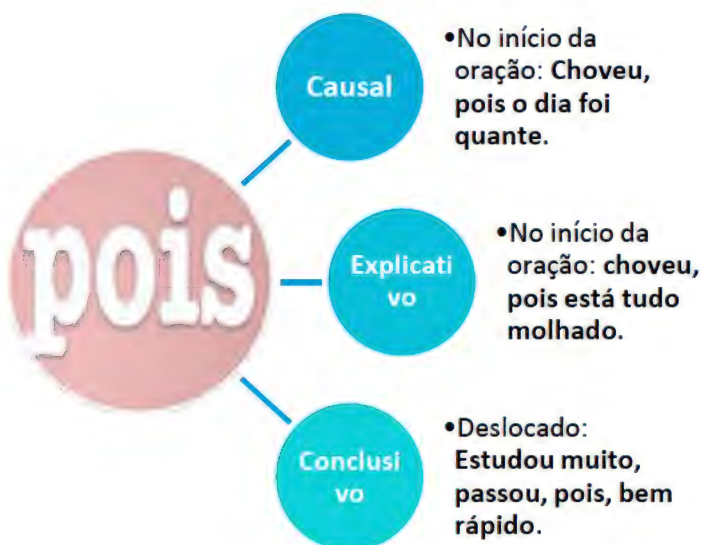 pois
Causal
•No início da
oração: Choveu,
pois o dia foi
quante.
Explicati
vo
•No início da
oração: choveu,
pois está tudo
molhado.
Conclusi
vo
•Deslocado:
Estudou muito,
passou, pois, bem
rápido.